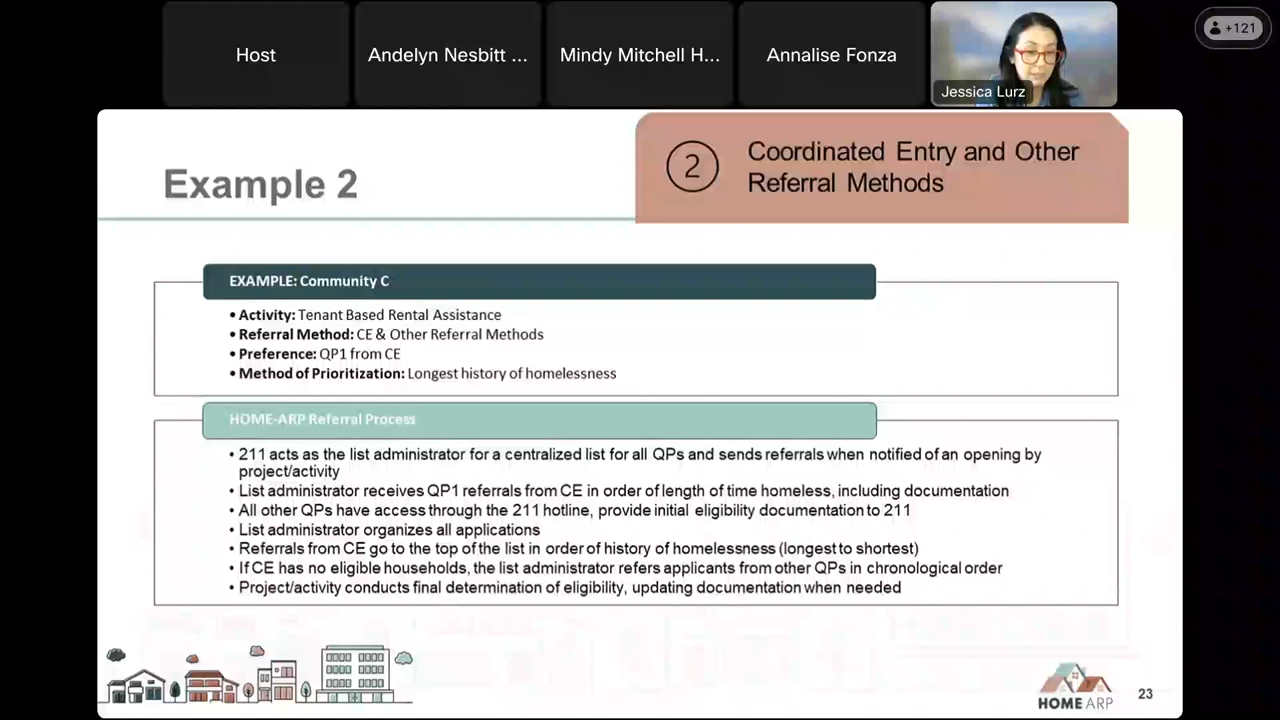 Host
Andelyn Nesbitt ...
Mindy Mitchell H...
Annalise Fonza
Jessica Lurz
+121
Example 2
2
Coordinated Entry and Other
Referral Methods
EXAMPLE: Community C
• Activity: Tenant Based Rental Assistance
• Referral Method: CE & Other Referral Methods
• Preference: QP1 from CE
• Method of Prioritization: Longest history of homelessness
HOME-ARP Referral Process
• 211 acts as the list administrator for a centralized list for all QPs and sends referrals when notified of an opening by
project/activity
• List administrator receives QP1 referrals from CE in order of length of time homeless, including documentation
• All other QPs have access through the 211 hotline, provide initial eligibility documentation to 211
• List administrator organizes all applications
• Referrals from CE go to the top of the list in order of history of homelessness (longest to shortest)
• If CE has no eligible households, the list administrator refers applicants from other QPs in chronological order
• Project/activity conducts final determination of eligibility, updating documentation when needed
HOME ARP
23